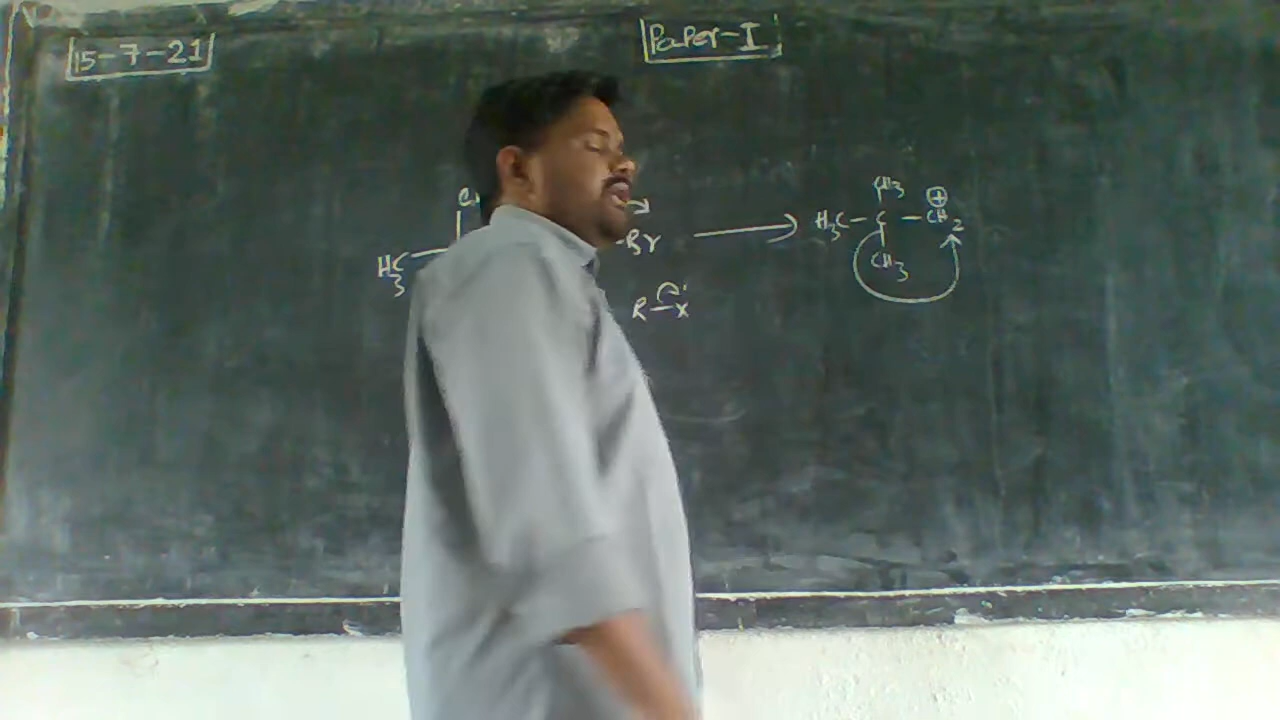 15-7-21
Paper-I
CH3
⊕
H3C-C-CH2
CH3
H3C
Br
R-X